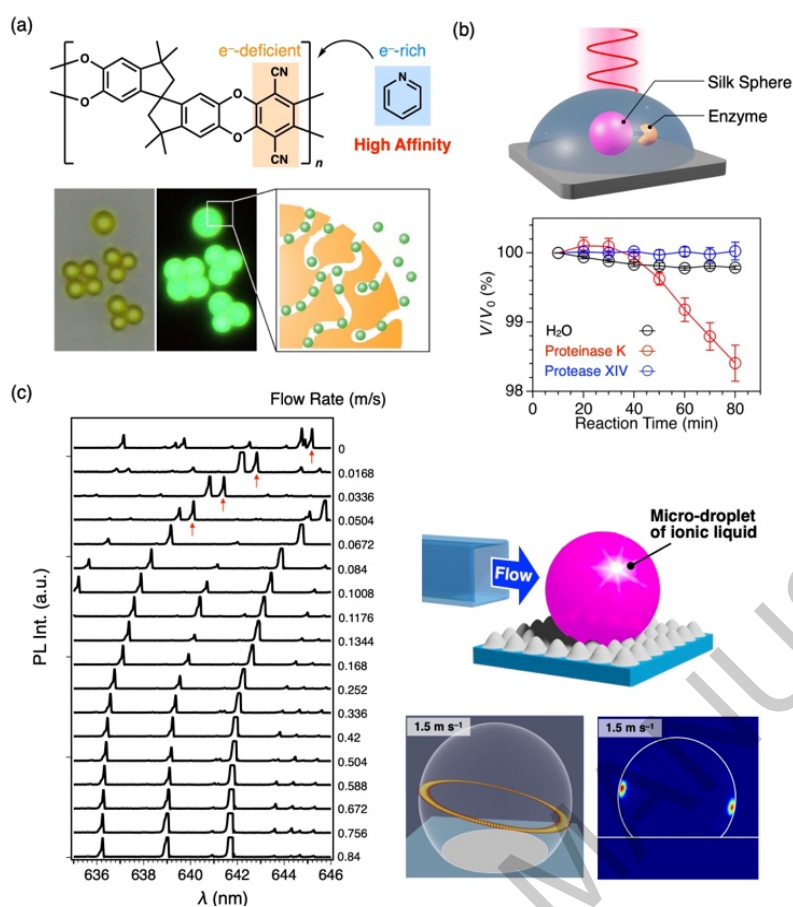 (a)
e⁻-deficient
e⁻-rich
O
O
CN
O
O
CN
n
N
High Affinity
(b)
Silk Sphere
Enzyme
V/V₀ (%)
100
99
98
H₂O
Proteinase K
Protease XIV
0 20 40 60 80
Reaction Time (min)
(c)
Flow Rate (m/s)
PL Int. (a.u.)
0
0.0168
0.0336
0.0504
0.0672
0.084
0.1008
0.1176
0.1344
0.168
0.252
0.336
0.42
0.504
0.588
0.672
0.756
0.84
636 638 640 642 644 646
λ (nm)
Micro-droplet
of ionic liquid
Flow
1.5 m s⁻¹
1.5 m s⁻¹
MANUS